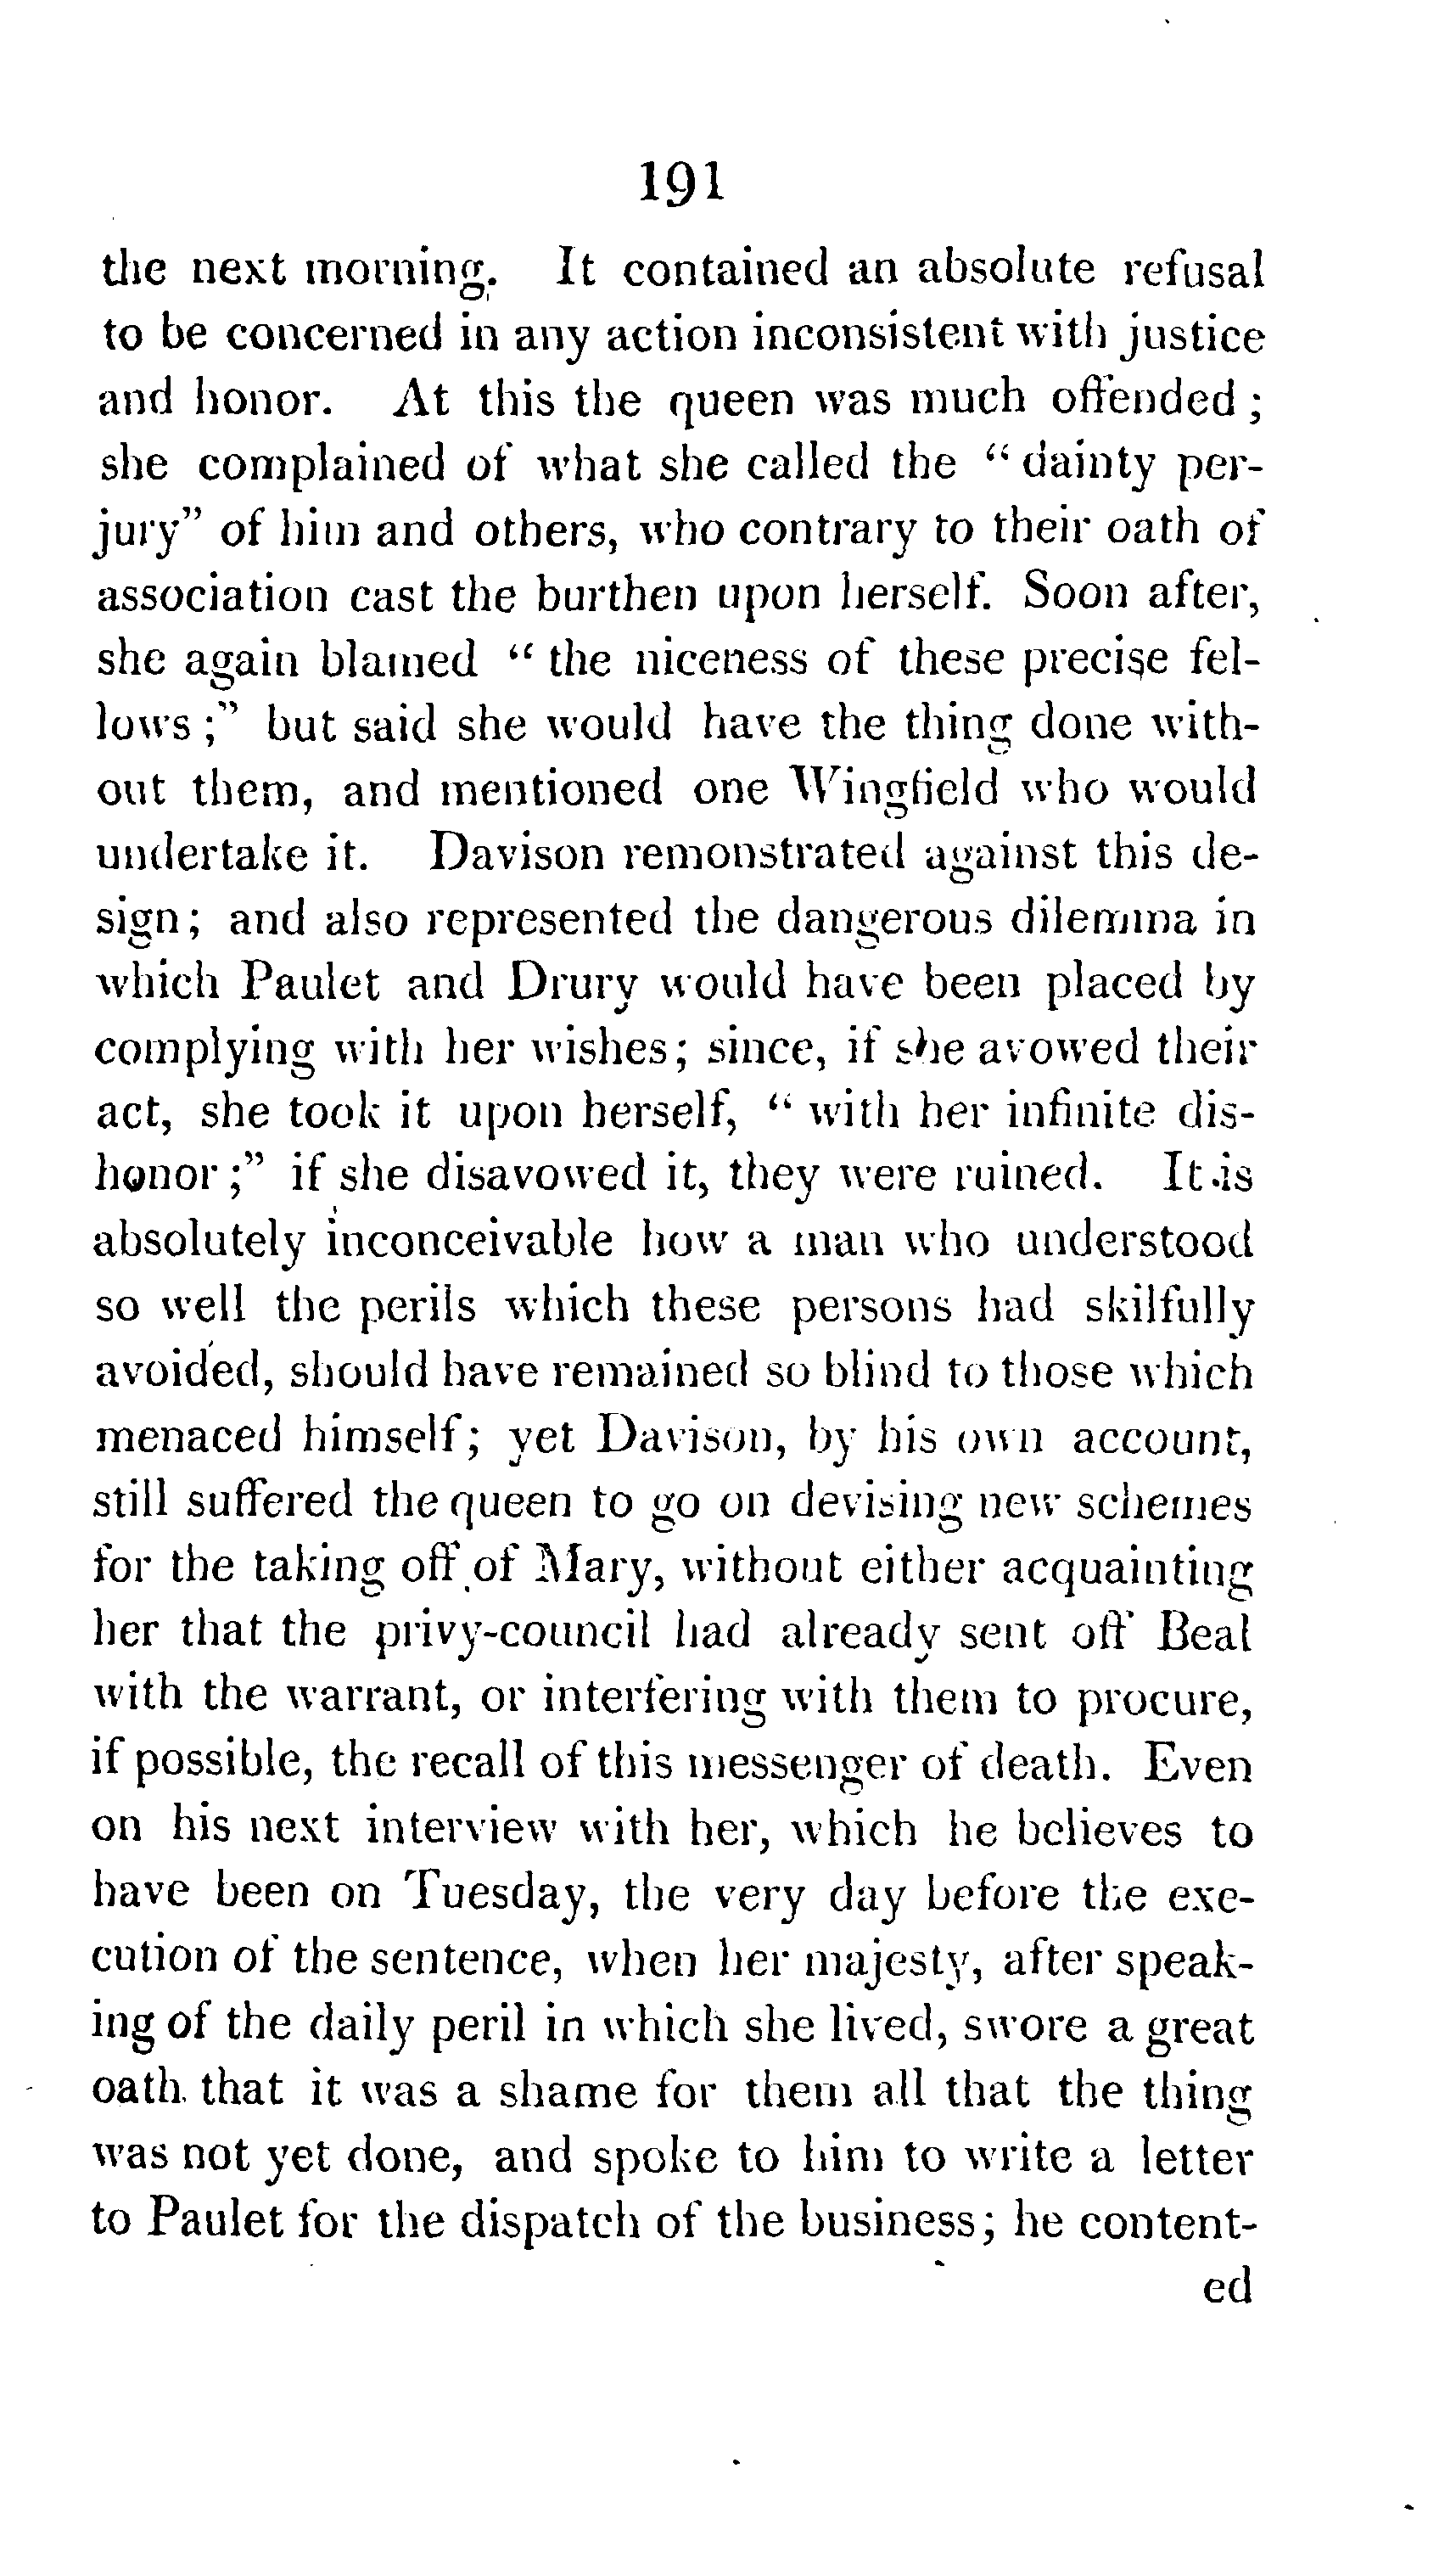 191
the next morning. It contained an absolute refusal
to be concerned in any action inconsistent with justice
and honor. At this the queen was much offended ;
she complained of what she called the “ dainty per-
jury” of him and others, who contrary to their oath of
association cast the burthen upon herself. Soon after,
she again blamed “ the niceness of these precise fel-
lows ;” but said she would have the thing done with-
out them, and mentioned one Wingfield who would
undertake it. Davison remonstrated against this de-
sign; and also represented the dangerous dilemma in
which Paulet and Drury would have been placed by
complying with her wishes; since, if she avowed their
act, she took it upon herself, “ with her infinite dis-
honor ;” if she disavowed it, they were ruined. It is
absolutely inconceivable how a man who understood
so well the perils which these persons had skilfully
avoided, should have remained so blind to those which
menaced himself; yet Davison, by his own account,
still suffered the queen to go on devising new schemes
for the taking off of Mary, without either acquainting
her that the privy-council had already sent off Beal
with the warrant, or interfering with them to procure,
if possible, the recall of this messenger of death. Even
on his next interview with her, which he believes to
have been on Tuesday, the very day before the exe-
cution of the sentence, when her majesty, after speak-
ing of the daily peril in which she lived, swore a great
oath that it was a shame for them all that the thing
was not yet done, and spoke to him to write a letter
to Paulet for the dispatch of the business; he content-
ed